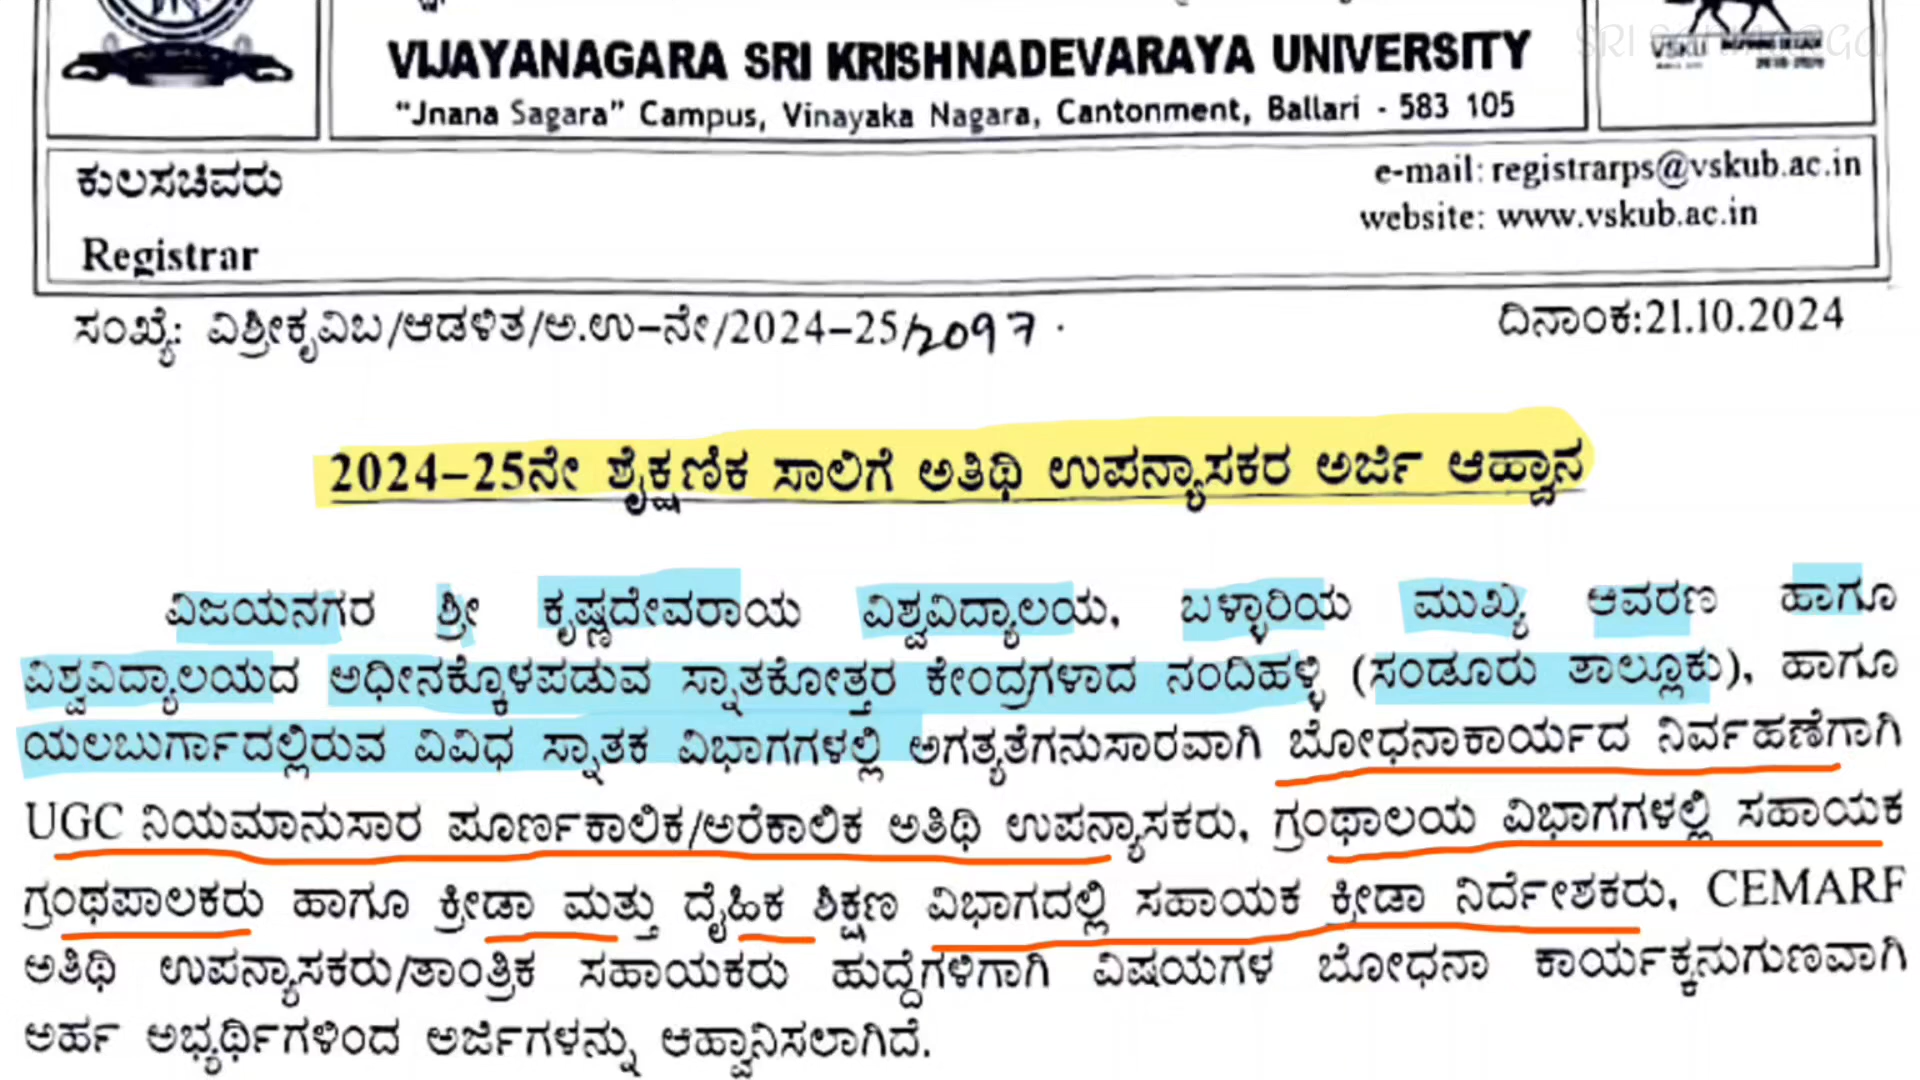 VIJAYANAGARA SRI KRISHNADEVARAYA UNIVERSITY
"Jnana Sagara" Campus, Vinayaka Nagara, Cantonment, Ballari - 583 105
VSKU
ಕುಲಸಚಿವರು
Registrar
e-mail: registrarps@vskub.ac.in
website: www.vskub.ac.in
ಸಂಖ್ಯೆ: ವಿಶ್ರೀಕೃವಿಬ/ಆಡಳಿತ/ಅ.ಉ-ನೇ/2024-25/2097 .
ದಿನಾಂಕ:21.10.2024
2024-25ನೇ ಶೈಕ್ಷಣಿಕ ಸಾಲಿಗೆ ಅತಿಥಿ ಉಪನ್ಯಾಸಕರ ಅರ್ಜಿ ಆಹ್ವಾನ
ವಿಜಯನಗರ ಶ್ರೀ ಕೃಷ್ಣದೇವರಾಯ ವಿಶ್ವವಿದ್ಯಾಲಯ, ಬಳ್ಳಾರಿಯ ಮುಖ್ಯ ಆವರಣ ಹಾಗೂ
ವಿಶ್ವವಿದ್ಯಾಲಯದ ಅಧೀನಕ್ಕೊಳಪಡುವ ಸ್ನಾತಕೋತ್ತರ ಕೇಂದ್ರಗಳಾದ ನಂದಿಹಳ್ಳಿ (ಸಂಡೂರು ತಾಲ್ಲೂಕು), ಹಾಗೂ
ಯಲಬುರ್ಗಾದಲ್ಲಿರುವ ವಿವಿಧ ಸ್ನಾತಕ ವಿಭಾಗಗಳಲ್ಲಿ ಅಗತ್ಯತೆಗನುಸಾರವಾಗಿ ಬೋಧನಾಕಾರ್ಯದ ನಿರ್ವಹಣೆಗಾಗಿ
UGC ನಿಯಮಾನುಸಾರ ಪೂರ್ಣಕಾಲಿಕ/ಅರೆಕಾಲಿಕ ಅತಿಥಿ ಉಪನ್ಯಾಸಕರು, ಗ್ರಂಥಾಲಯ ವಿಭಾಗಗಳಲ್ಲಿ ಸಹಾಯಕ
ಗ್ರಂಥಪಾಲಕರು ಹಾಗೂ ಕ್ರೀಡಾ ಮತ್ತು ದೈಹಿಕ ಶಿಕ್ಷಣ ವಿಭಾಗದಲ್ಲಿ ಸಹಾಯಕ ಕ್ರೀಡಾ ನಿರ್ದೇಶಕರು, CEMARF
ಅತಿಥಿ ಉಪನ್ಯಾಸಕರು/ತಾಂತ್ರಿಕ ಸಹಾಯಕರು ಹುದ್ದೆಗಳಿಗಾಗಿ ವಿಷಯಗಳ ಬೋಧನಾ ಕಾರ್ಯಕ್ಕನುಗುಣವಾಗಿ
ಅರ್ಹ ಅಭ್ಯರ್ಥಿಗಳಿಂದ ಅರ್ಜಿಗಳನ್ನು ಆಹ್ವಾನಿಸಲಾಗಿದೆ.